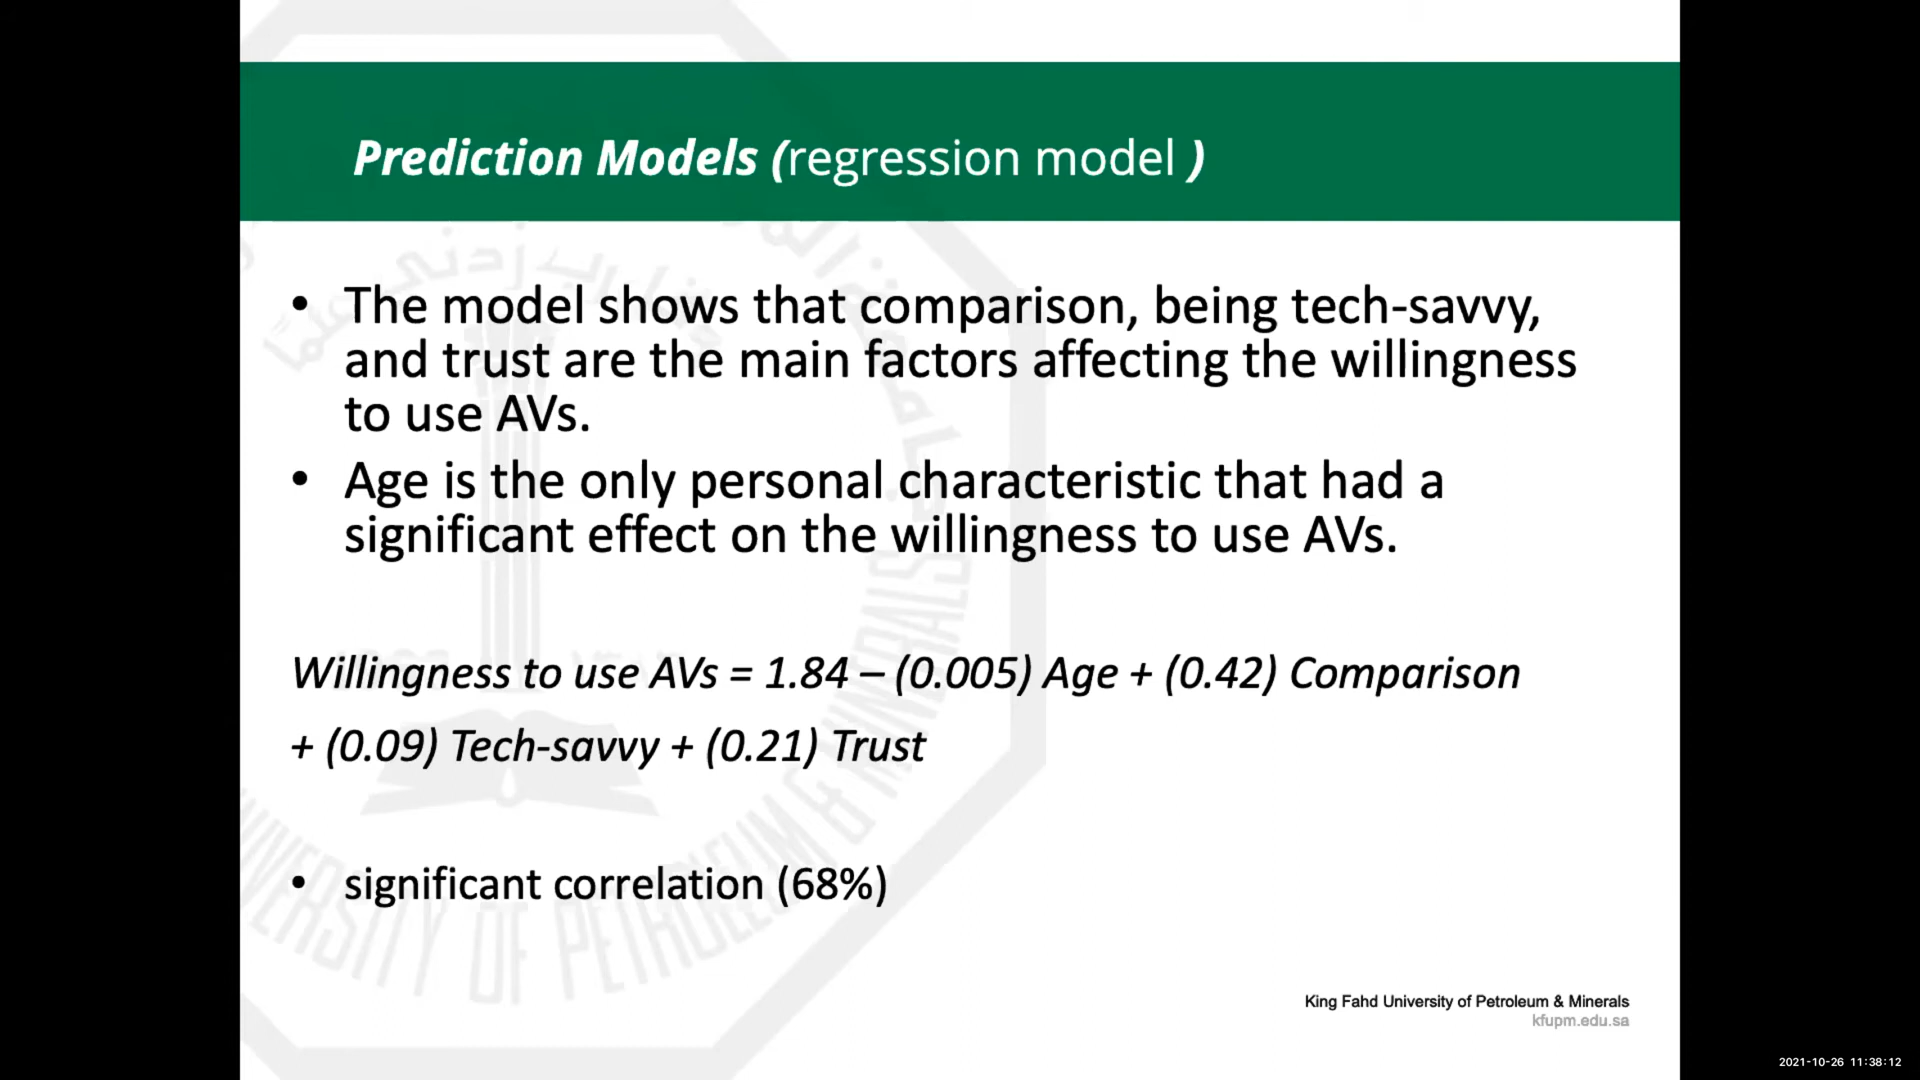 Prediction Models (regression model )
• The model shows that comparison, being tech-savvy,
and trust are the main factors affecting the willingness
to use AVs.
• Age is the only personal characteristic that had a
significant effect on the willingness to use AVs.
Willingness to use AVs = 1.84 – (0.005) Age + (0.42) Comparison
+ (0.09) Tech-savvy + (0.21) Trust
• significant correlation (68%)
UNIVERSITY OF PETROLEUM & MINERALS
King Fahd University of Petroleum & Minerals
kfupm.edu.sa
2021-10-26 11:38:12